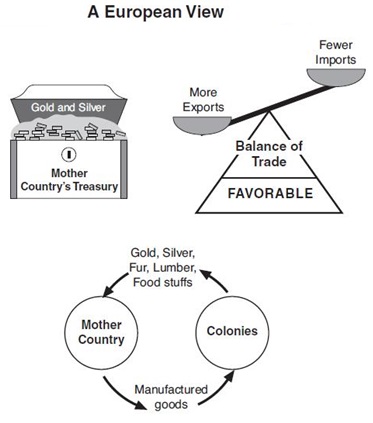 A European View
Gold and Silver
Mother
Country's Treasury
More
Exports
Fewer
Imports
Balance of
Trade
FAVORABLE
Gold, Silver,
Fur, Lumber,
Food stuffs
Mother
Country
Colonies
Manufactured
goods